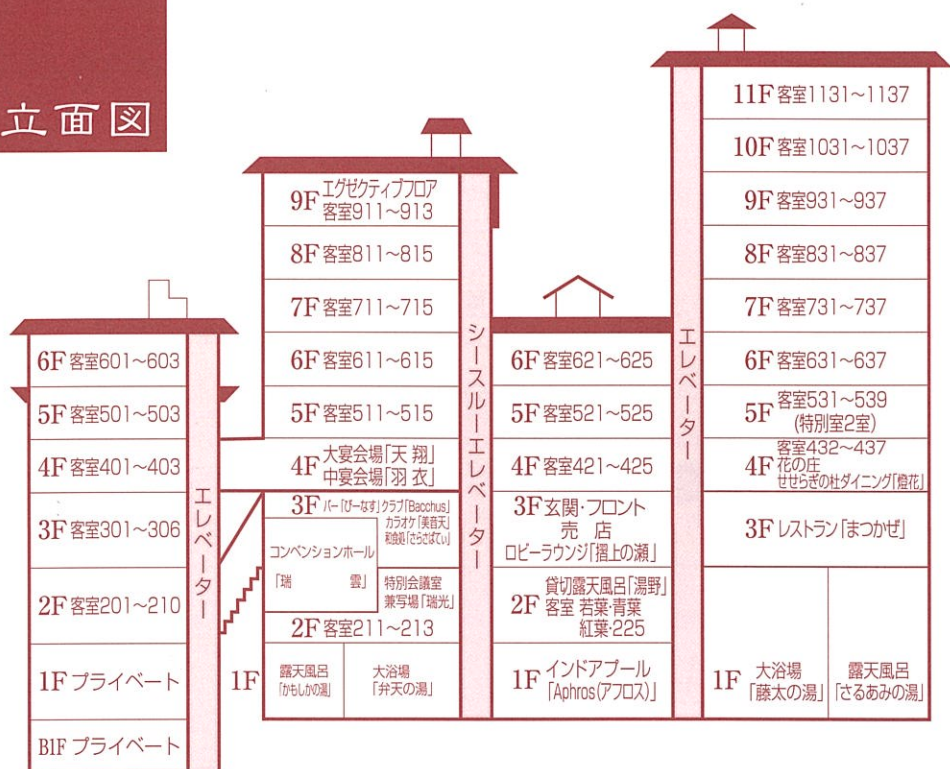 立面図
6F 客室601~603
5F 客室501~503
4F 客室401~403
3F 客室301~306
2F 客室201~210
1F プライベート
B1F プライベート
エレベーター
9F エグゼクティブフロア
客室911~913
8F 客室811~815
7F 客室711~715
6F 客室611~615
5F 客室511~515
4F 大宴会場「天 翔」
中宴会場「羽 衣」
3F バー「びーなす」クラブ「Bacchus」
カラオケ「美音天」
和食処「さらさばてぃ」
コンベンションホール
「瑞 雲」
特別会議室
兼写場「瑞光」
2F 客室211~213
1F
露天風呂
「かもしかの湯」
大浴場
「弁天の湯」
シースルーエレベーター
6F 客室621~625
5F 客室521~525
4F 客室421~425
3F 玄関・フロント
売 店
ロビーラウンジ「摺上の瀬」
2F 貸切露天風呂「湯野」
客室 若葉・青葉
紅葉・225
1F インドアプール
「Aphros(アフロス)」
エレベーター
11F 客室1131~1137
10F 客室1031~1037
9F 客室931~937
8F 客室831~837
7F 客室731~737
6F 客室631~637
5F 客室531~539
(特別室2室)
4F 客室432~437
花の庄
せせらぎの杜ダイニング「燈花」
3F レストラン「まつかぜ」
1F 大浴場
「藤太の湯」
露天風呂
「さるあみの湯」